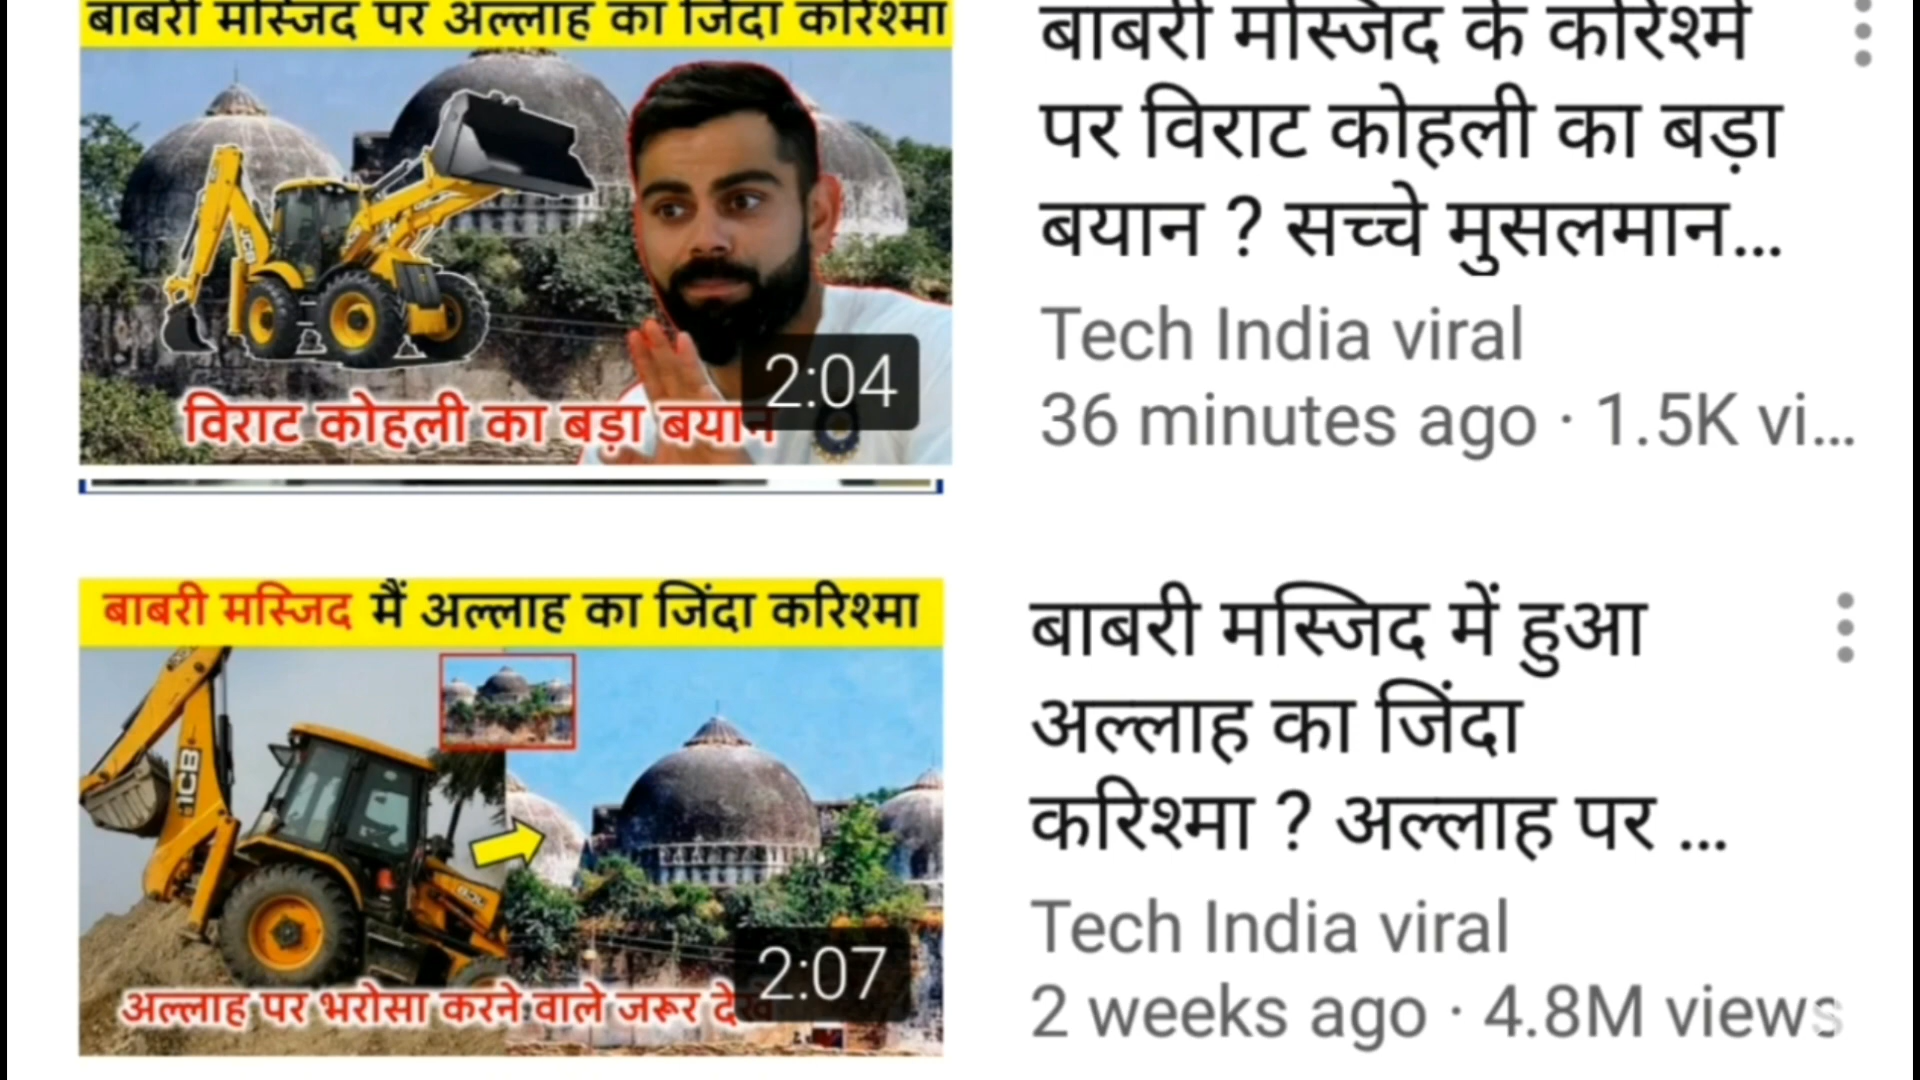 बाबरी मस्जिद पर अल्लाह का जिंदा करिश्मा
JCB
विराट कोहली का बड़ा बयान
2:04
बाबरी मस्जिद के करिश्मे
पर विराट कोहली का बड़ा
बयान ? सच्चे मुसलमान...
Tech India viral
36 minutes ago · 1.5K vi...
बाबरी मस्जिद मैं अल्लाह का जिंदा करिश्मा
JCB
अल्लाह पर भरोसा करने वाले जरूर
2:07
बाबरी मस्जिद में हुआ
अल्लाह का जिंदा
करिश्मा ? अल्लाह पर ...
Tech India viral
2 weeks ago · 4.8M views